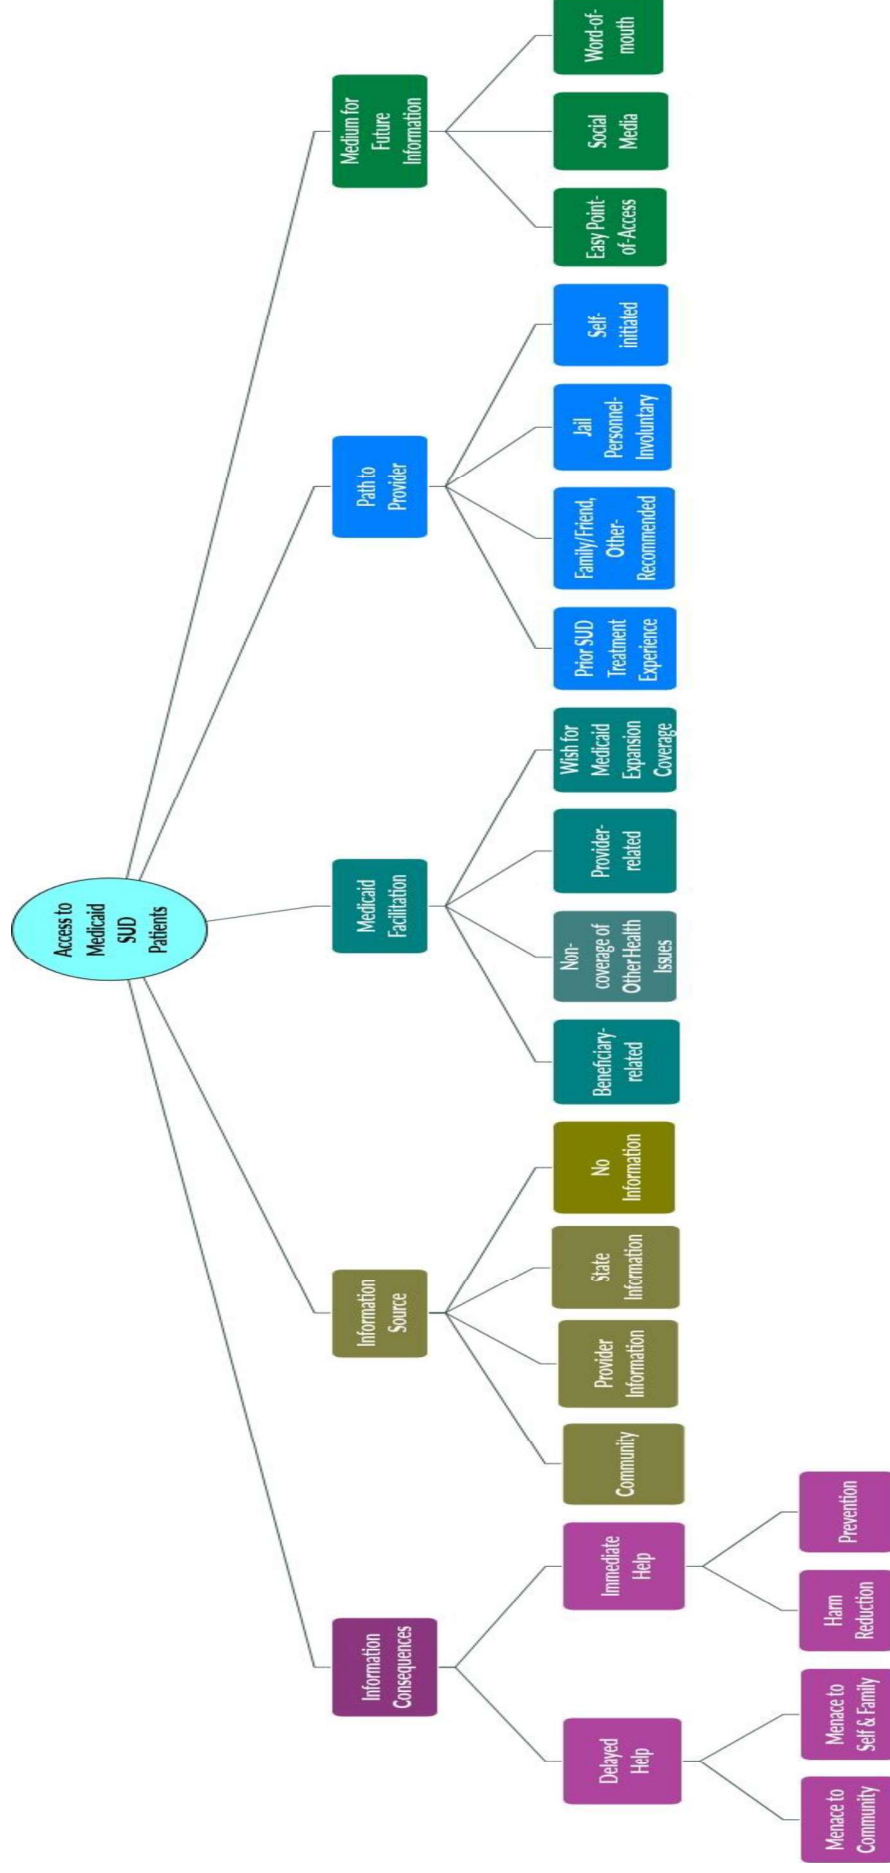 Access to
Medicaid
SUD
Patients
Information
Consequences
Information
Source
Medicaid
Facilitation
Path to
Provider
Medium for
Future
Information
Delayed
Help
Immediate
Help
Community
Provider
Information
State
Information
No
Information
Beneficiary-
related
Non-
coverage of
Other Health
Issues
Provider-
related
Wish for
Medicaid
Expansion
Coverage
Prior SUD
Treatment
Experience
Family/Friend,
Other-
Recommended
Jail
Personnel-
Involuntary
Self-
initiated
Easy Point-
of-Access
Social
Media
Word-of-
mouth
Menace to
Community
Menace to
Self & Family
Harm
Reduction
Prevention